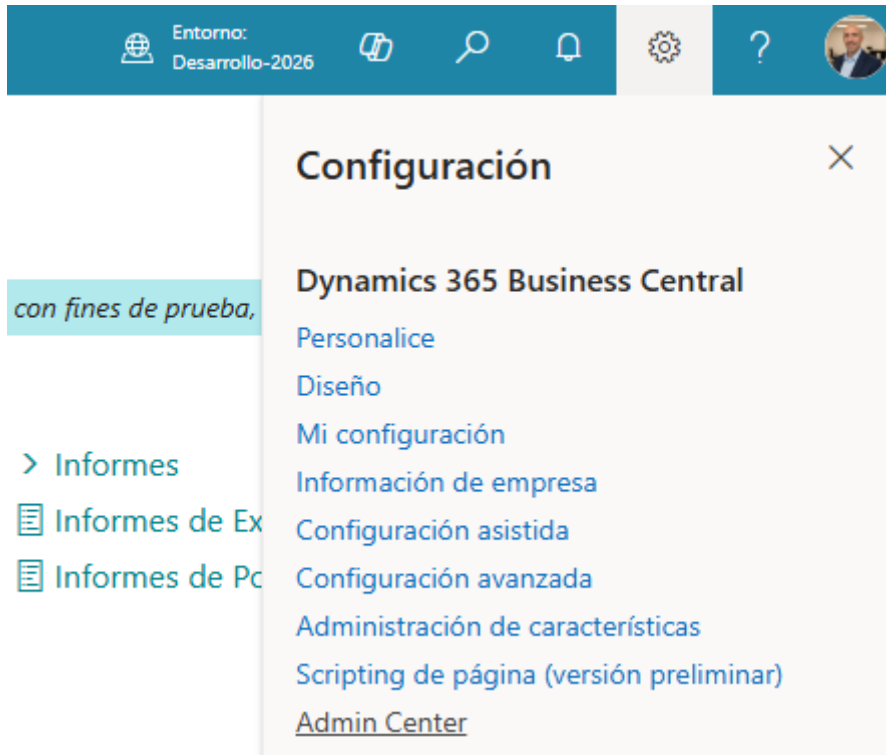 Entorno:
Desarrollo-2026
Configuración
Dynamics 365 Business Central
con fines de prueba,
Personalice
Diseño
Mi configuración
Informes
Información de empresa
Informes de Ex
Configuración asistida
Informes de Po
Configuración avanzada
Administración de características
Scripting de página (versión preliminar)
Admin Center